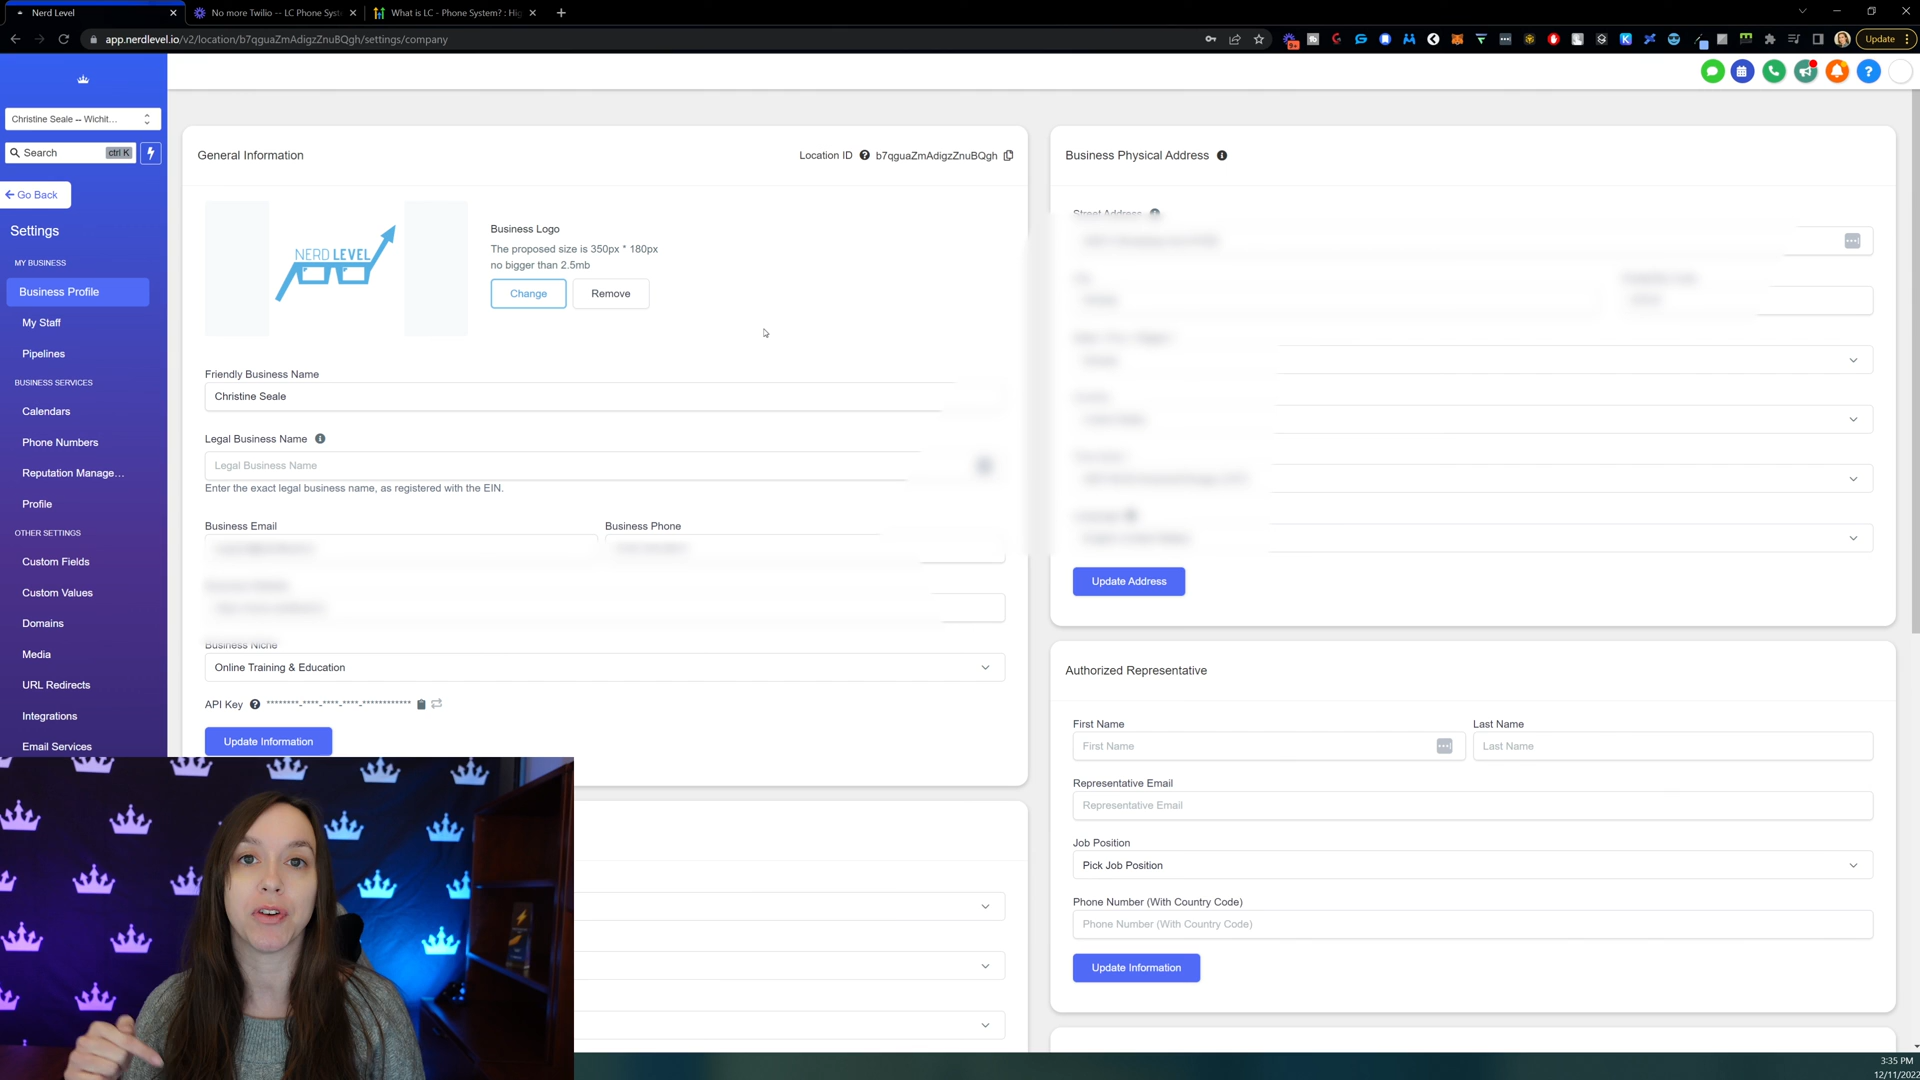 Nerd Level
No more Twilio -- LC Phone Syst
What is LC - Phone System? : Hig
app.nerdlevel.io/v2/location/b7qguaZmAdigzZnuBQgh/settings/company
9+
Update
Christine Seale -- Wichit...
Search
ctrl K
Go Back
Settings
MY BUSINESS
Business Profile
My Staff
Pipelines
BUSINESS SERVICES
Calendars
Phone Numbers
Reputation Manage...
Profile
OTHER SETTINGS
Custom Fields
Custom Values
Domains
Media
URL Redirects
Integrations
Email Services
General Information
Location ID
b7qguaZmAdigzZnuBQgh
NERD LEVEL
Business Logo
The proposed size is 350px * 180px
no bigger than 2.5mb
Change
Remove
Friendly Business Name
Christine Seale
Legal Business Name
Legal Business Name
Enter the exact legal business name, as registered with the EIN.
Business Email
Business Phone
Business Niche
Online Training & Education
API Key
********-****-****-****-************
Update Information
Business Physical Address
Street Address
Update Address
Authorized Representative
First Name
Last Name
First Name
Last Name
Representative Email
Representative Email
Job Position
Pick Job Position
Phone Number (With Country Code)
Phone Number (With Country Code)
Update Information
3:35 PM
12/11/2022